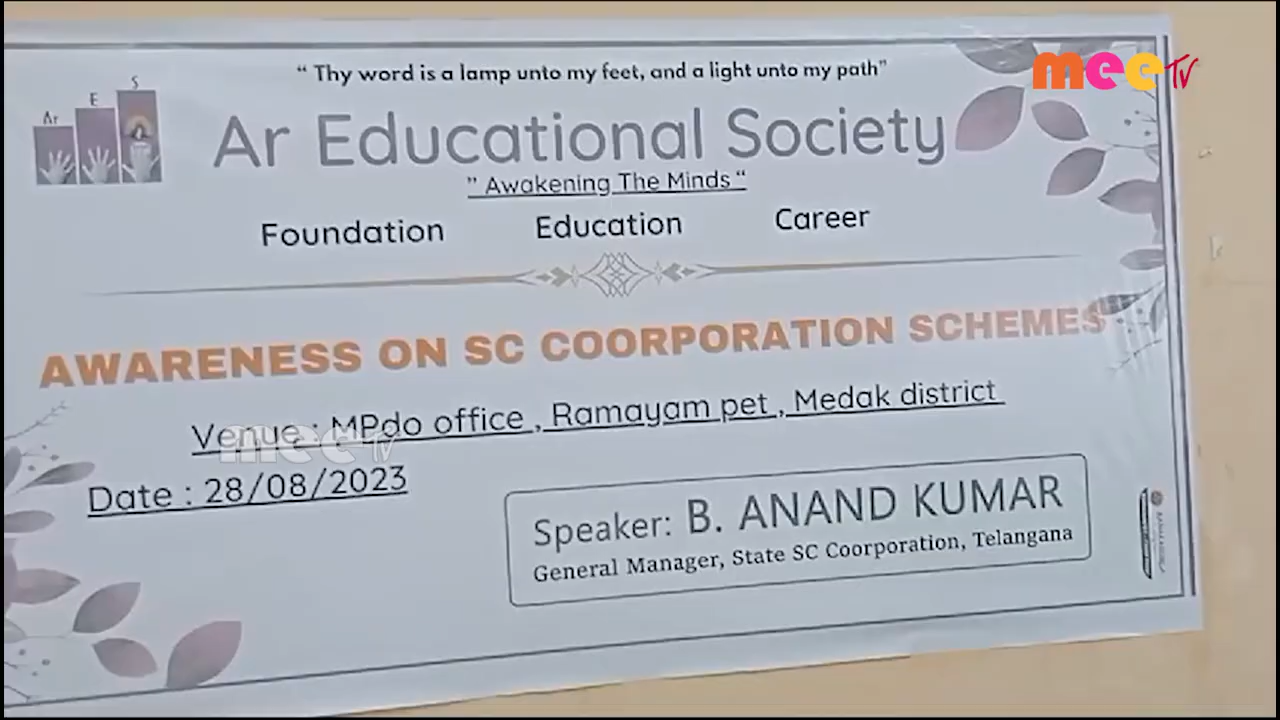 meeTV
“ Thy word is a lamp unto my feet, and a light unto my path”
Ar E S
Ar Educational Society
” Awakening The Minds “
Foundation Education Career
AWARENESS ON SC COORPORATION SCHEMES
Venue : MPdo office , Ramayam pet , Medak district
meeTV
Date : 28/08/2023
Speaker: B. ANAND KUMAR
General Manager, State SC Coorporation, Telangana